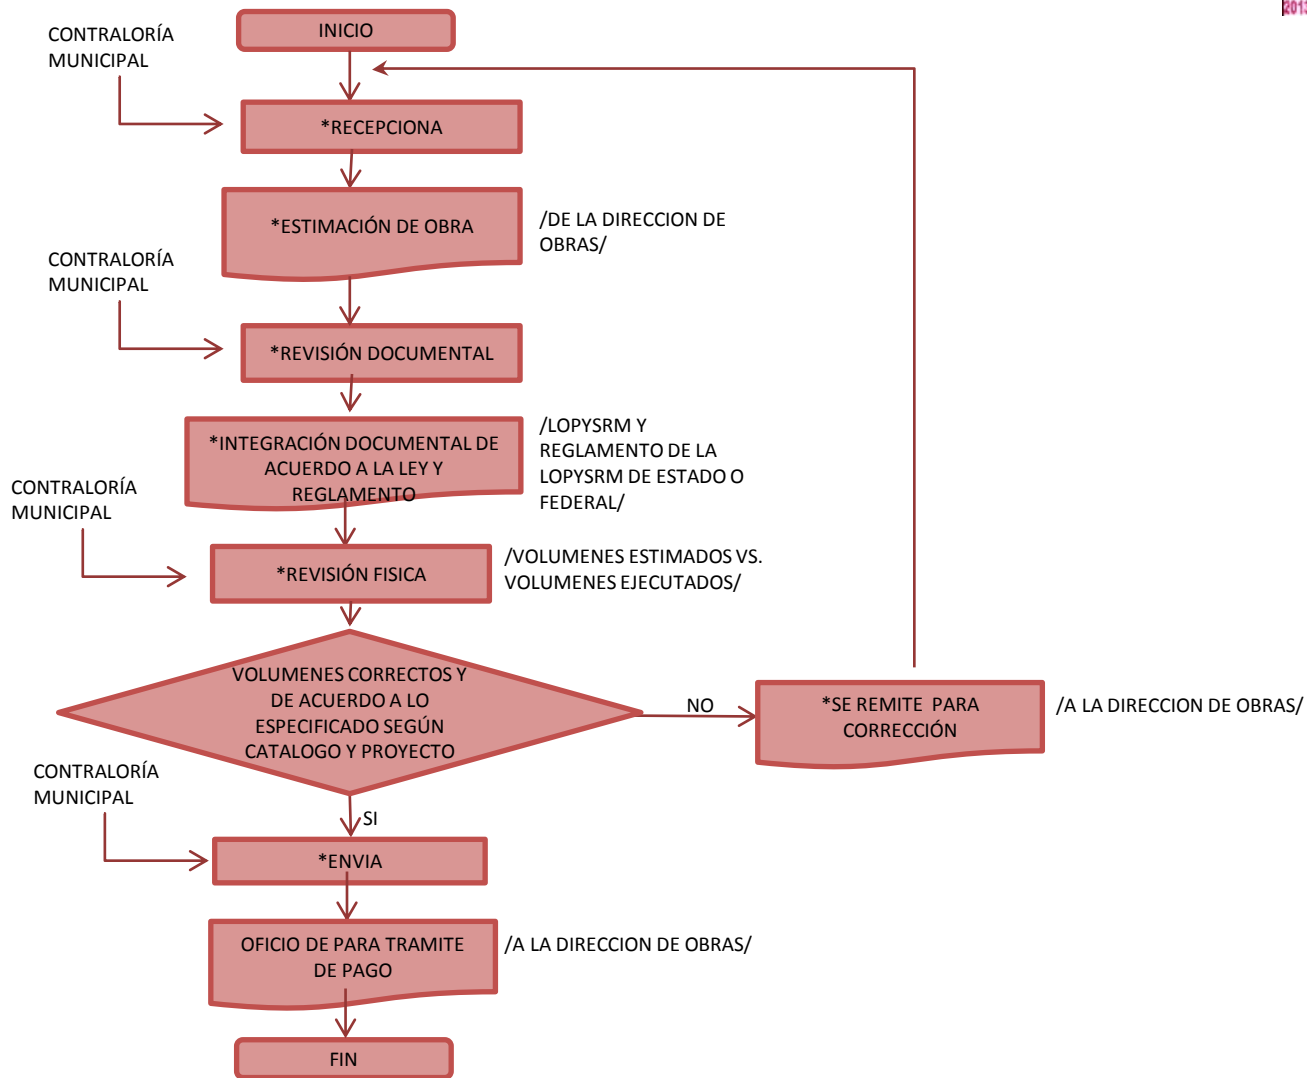 2013
INICIO
CONTRALORÍA
MUNICIPAL
*RECEPCIONA
*ESTIMACIÓN DE OBRA
/DE LA DIRECCION DE
OBRAS/
CONTRALORÍA
MUNICIPAL
*REVISIÓN DOCUMENTAL
*INTEGRACIÓN DOCUMENTAL DE
ACUERDO A LA LEY Y
REGLAMENTO
/LOPYSRM Y
REGLAMENTO DE LA
LOPYSRM DE ESTADO O
FEDERAL/
CONTRALORÍA
MUNICIPAL
*REVISIÓN FISICA
/VOLUMENES ESTIMADOS VS.
VOLUMENES EJECUTADOS/
VOLUMENES CORRECTOS Y
DE ACUERDO A LO
ESPECIFICADO SEGÚN
CATALOGO Y PROYECTO
NO
*SE REMITE  PARA
CORRECCIÓN
/A LA DIRECCION DE OBRAS/
CONTRALORÍA
MUNICIPAL
SI
*ENVIA
OFICIO DE PARA TRAMITE
DE PAGO
/A LA DIRECCION DE OBRAS/
FIN